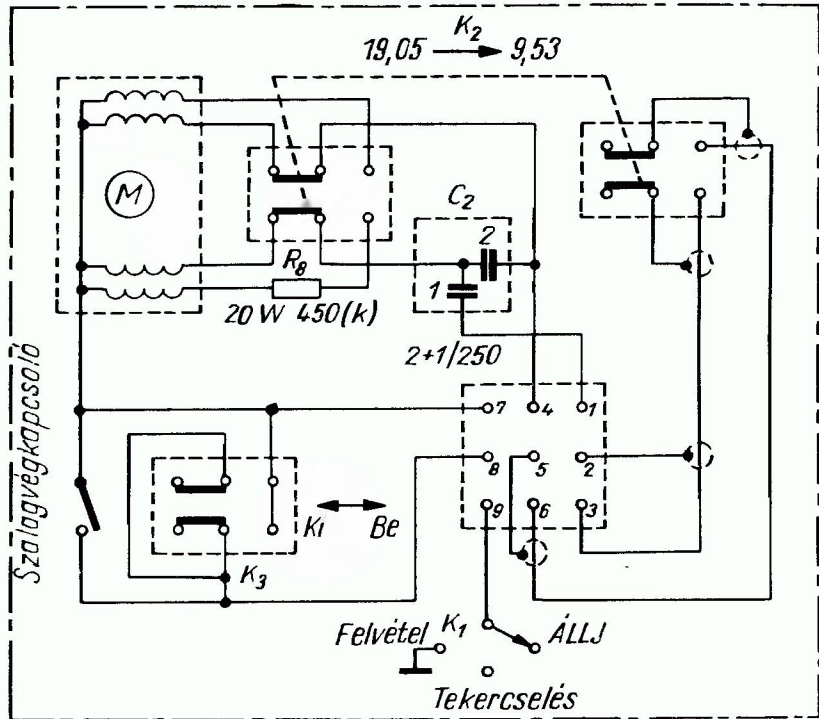 K₂
19,05 → 9,53
M
C₂
2
1
R₈
20 W 450(k)
2+1/250
Szalagvégkapcsoló
7 4 1
8 5 2
9 6 3
Ki ↔ Be
K₃
Felvétel K₁ ÁLLJ
Tekercselés